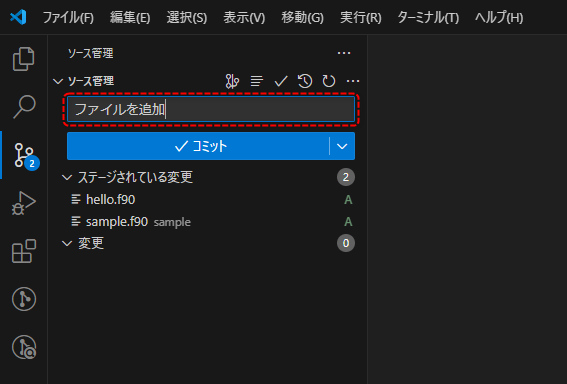 ファイル(F) 編集(E) 選択(S) 表示(V) 移動(G) 実行(R) ターミナル(T) ヘルプ(H)
ソース管理 ...
ソース管理 ...
ファイルを追加
コミット
ステージされている変更 2
hello.f90 A
sample.f90 sample A
変更 0
2